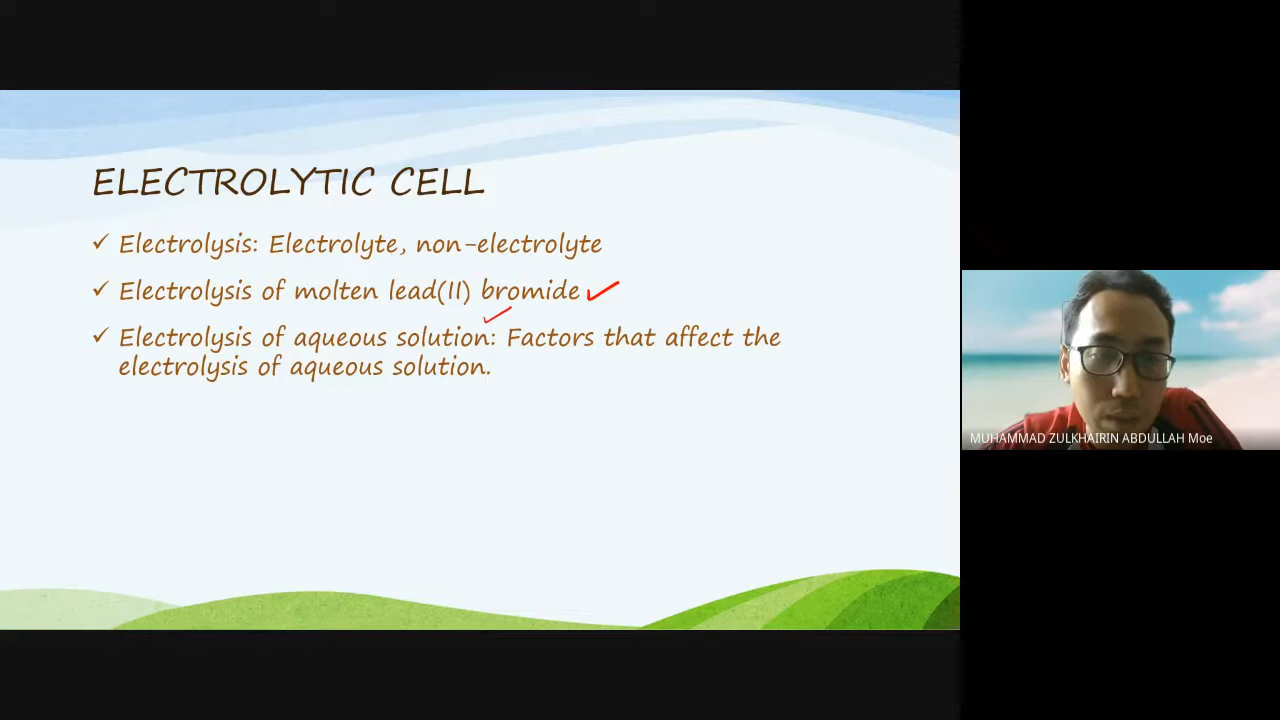 ELECTROLYTIC CELL
✓ Electrolysis: Electrolyte, non-electrolyte
✓ Electrolysis of molten lead(II) bromide
✓ Electrolysis of aqueous solution: Factors that affect the
electrolysis of aqueous solution.
MUHAMMAD ZULKHAIRIN ABDULLAH Moe